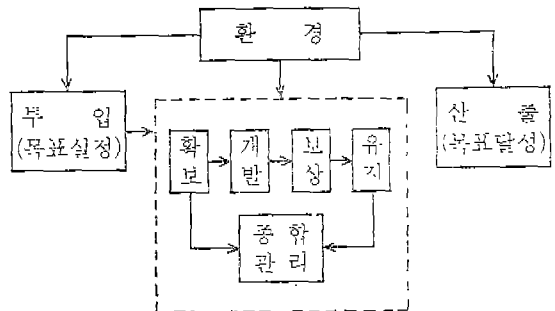 환 경
투 입
(목표설정)
산 출
(목표달성)
확보
개발
보상
유지
종 합
관 리